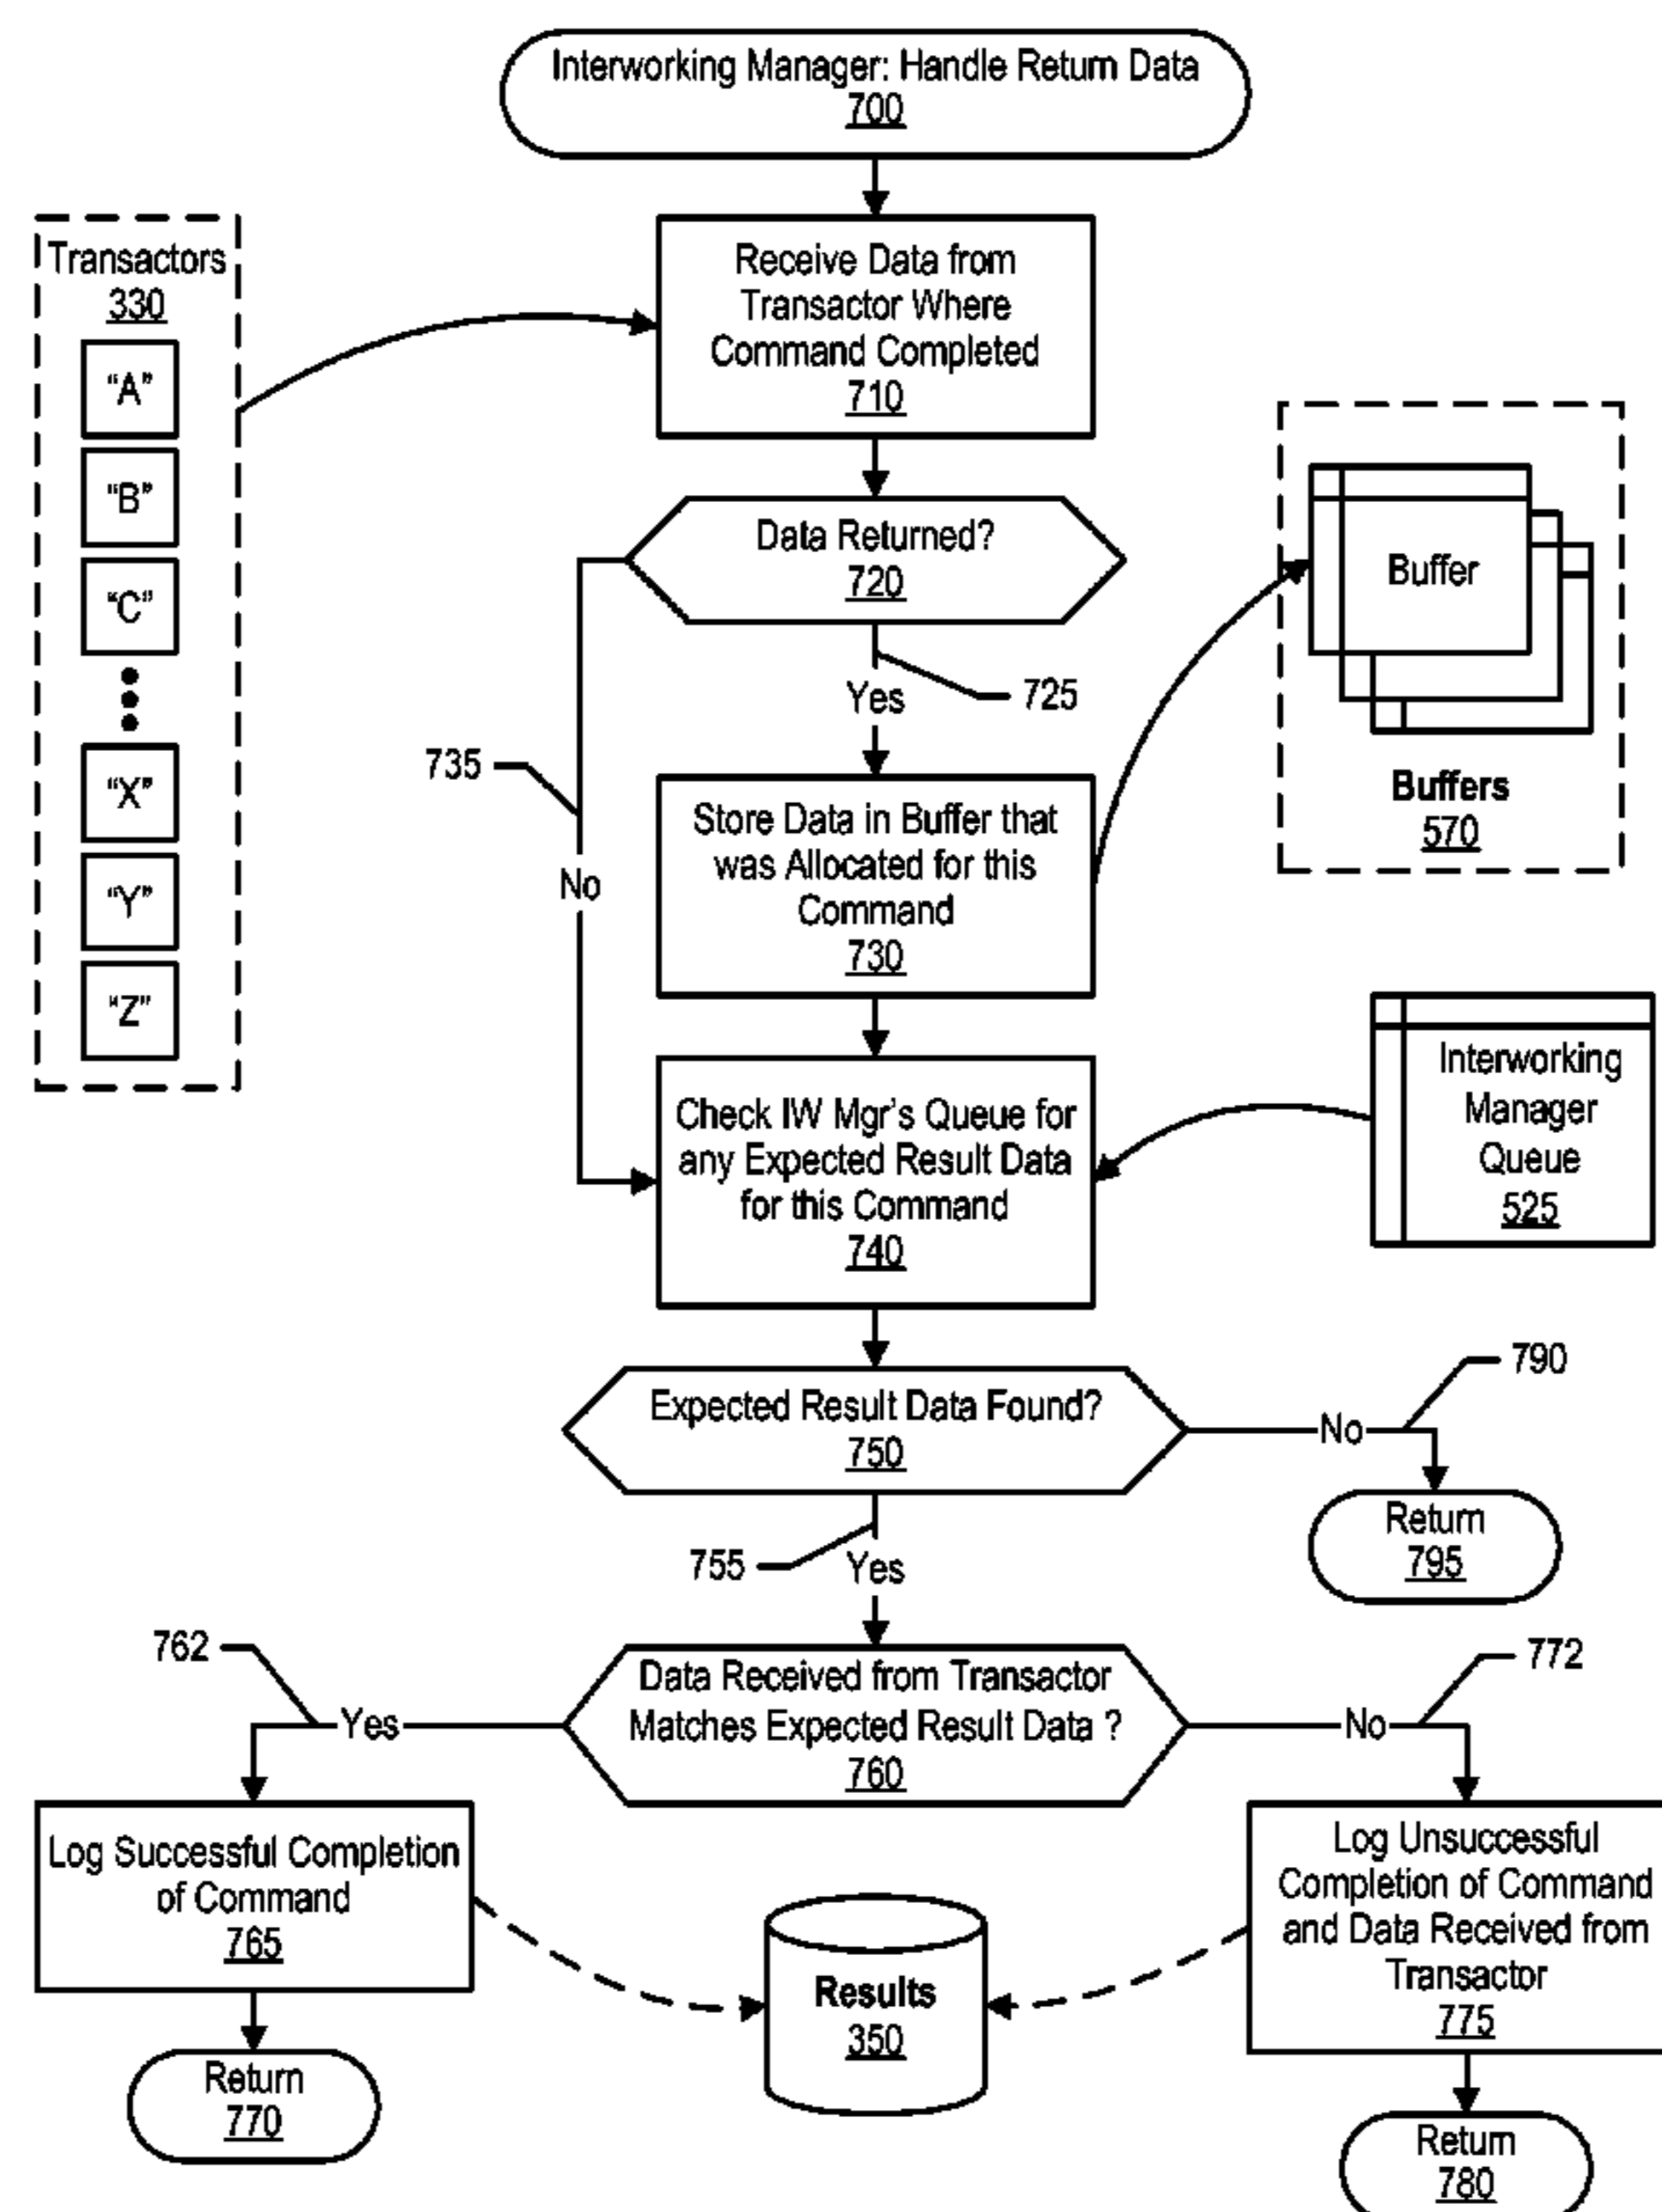 Interworking Manager: Handle Return Data
700
Transactors
330
"A"
"B"
"C"
"X"
"Y"
"Z"
Receive Data from
Transactor Where
Command Completed
710
Data Returned?
720
725
Yes
735
No
Buffer
Buffers
570
Store Data in Buffer that
was Allocated for this
Command
730
Interworking
Manager
Queue
525
Check IW Mgr's Queue for
any Expected Result Data
for this Command
740
Expected Result Data Found?
750
790
No
Return
795
755
Yes
Data Received from Transactor
Matches Expected Result Data ?
760
762
Yes
772
No
Log Successful Completion
of Command
765
Return
770
Results
350
Log Unsuccessful
Completion of Command
and Data Received from
Transactor
775
Return
780